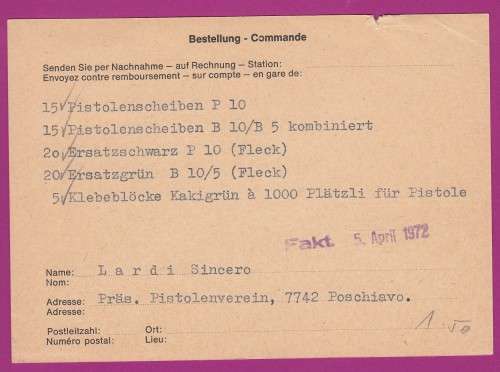 Bestellung - Commande
Senden Sie per Nachnahme – auf Rechnung – Station:
Envoyez contre remboursement – sur compte – en gare de:
15 Pistolenscheiben P 10
15 Pistolenscheiben B 10/B 5 kombiniert
2o Ersatzschwarz P 10 (Fleck)
20 Ersatzgrün B 10/5 (Fleck)
5 Klebeblöcke Kakigrün à 1000 Plätzli für Pistole
Fakt. 5. April 1972
Name: L a r d i Sincero
Nom:
Adresse: Präs. Pistolenverein, 7742 Poschiavo.
Adresse:
Postleitzahl: Ort:
Numéro postal: Lieu:
1.50